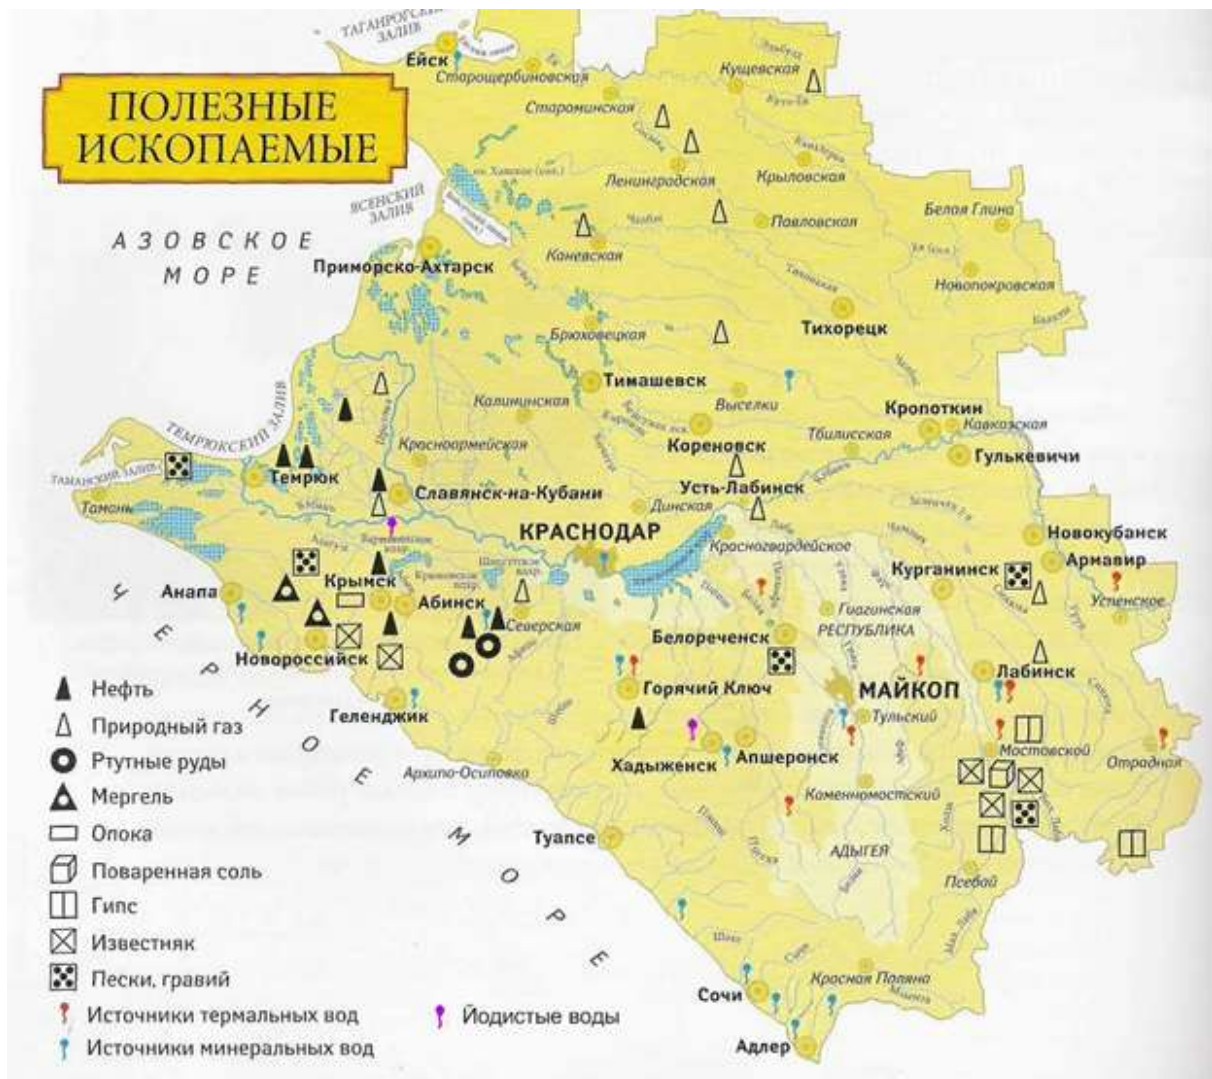 ПОЛЕЗНЫЕ
ИСКОПАЕМЫЕ
ТАГАНРОГСКИЙ
ЗАЛИВ
Ейск
Старощербиновская
Кущевская
Староминская
Ленинградская
Крыловская
ЯСЕНСКИЙ
ЗАЛИВ
Павловская
Белая Глина
АЗОВСКОЕ
МОРЕ
Каневская
Челбас
Приморско-Ахтарск
Новопокровская
Тихорецк
Брюховецкая
Тимашевск
Выселки
Калининская
Кропоткин
Кавказская
ТЕМРЮКСКИЙ ЗАЛИВ
Красноармейская
Кореновск
Тбилисская
Гулькевичи
ТАМАНСКИЙ ЗАЛИВ
Темрюк
Славянск-на-Кубани
Усть-Лабинск
Тамань
Динская
КРАСНОДАР
Красногвардейское
Новокубанск
Армавир
Курганинск
Успенское
Анапа
Крымск
Абинск
Северская
Гиагинская
РЕСПУБЛИКА
Белореченск
Новороссийск
Лабинск
Горячий Ключ
МАЙКОП
Геленджик
Тульский
Хадыженск
Апшеронск
Мостовской
Отрадная
Архипо-Осиповка
Каменномостский
Туапсе
АДЫГЕЯ
Псебай
ЧЕРНОЕ МОРЕ
Красная Поляна
Сочи
Адлер
Нефть
Природный газ
Ртутные руды
Мергель
Опока
Поваренная соль
Гипс
Известняк
Пески, гравий
Источники термальных вод
Йодистые воды
Источники минеральных вод